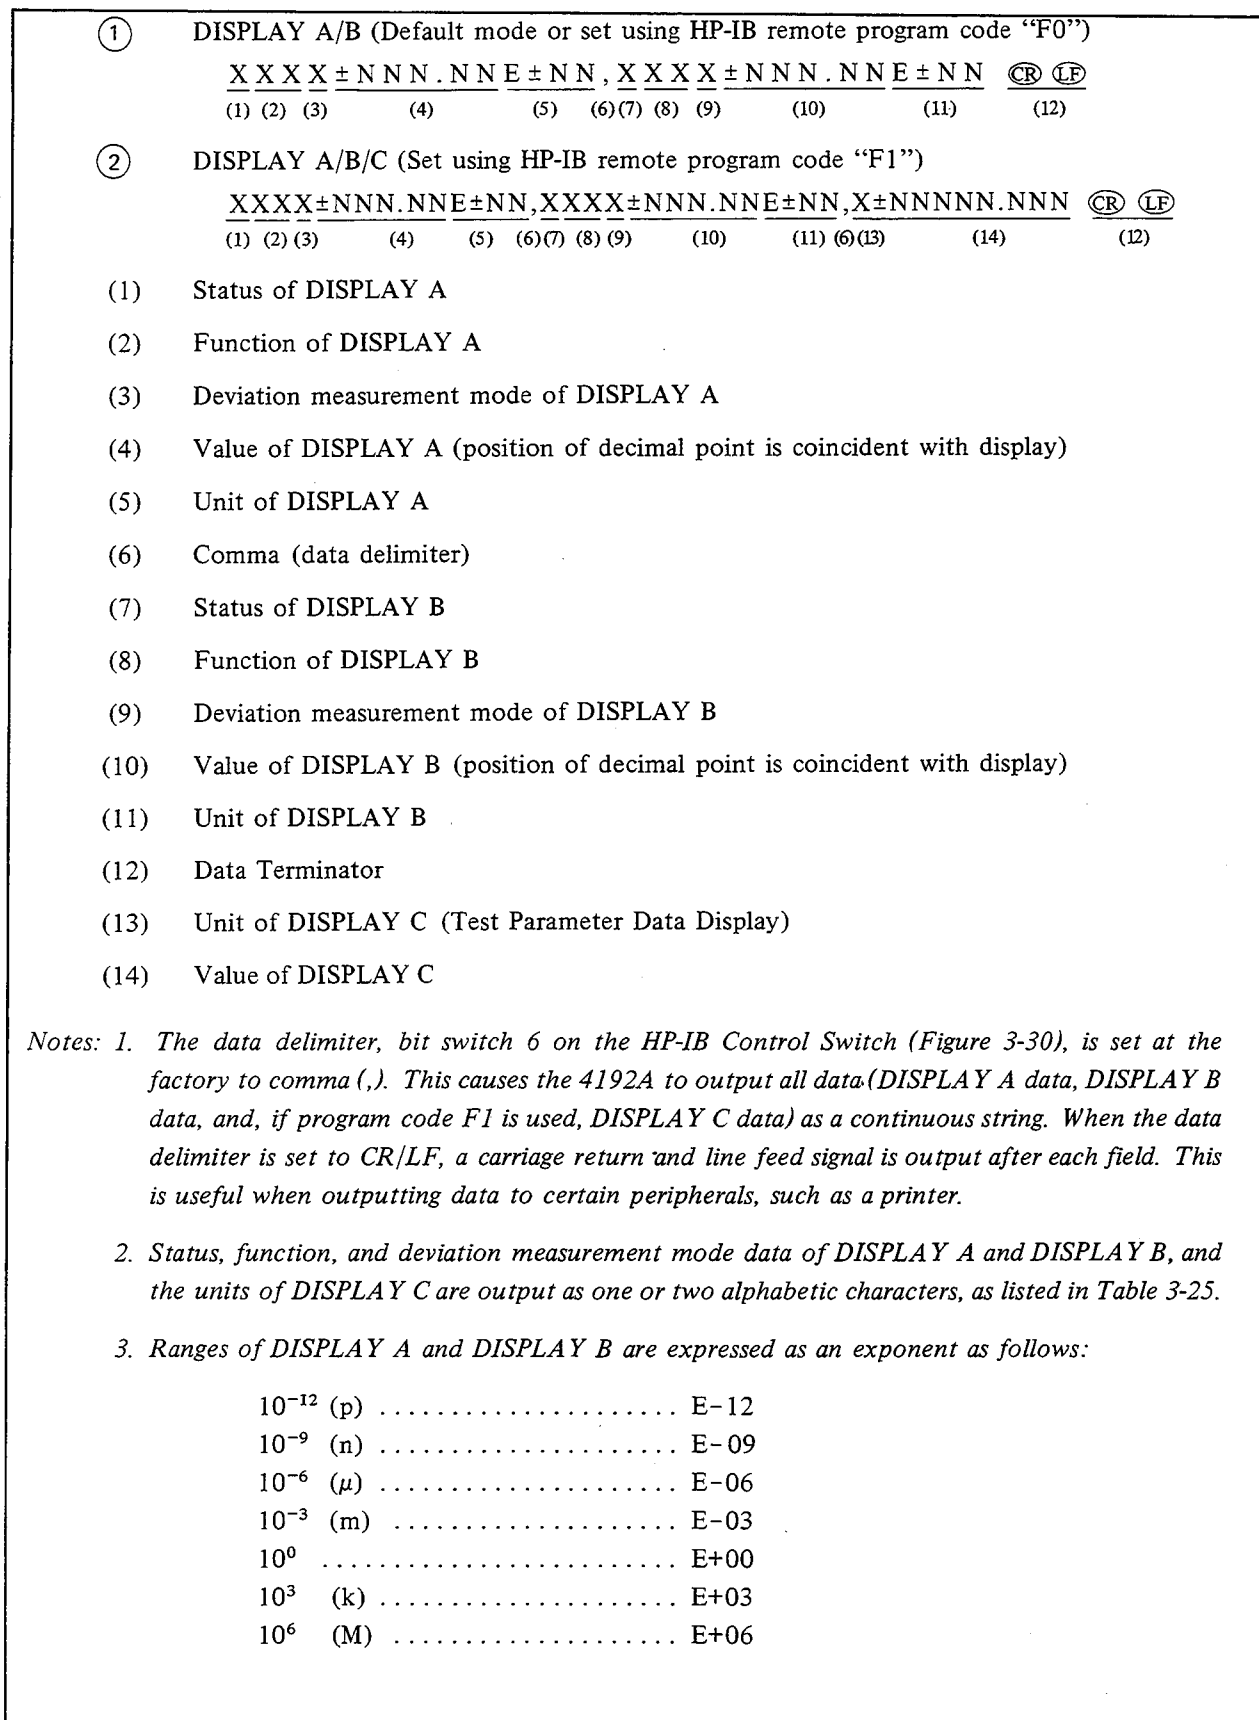 ① DISPLAY A/B (Default mode or set using HP-IB remote program code “F0”)
X X X X ± N N N . N N E ± N N , X X X X ± N N N . N N E ± N N CR LF
(1) (2) (3) (4) (5) (6) (7) (8) (9) (10) (11) (12)
② DISPLAY A/B/C (Set using HP-IB remote program code “F1”)
XXXX±NNN.NNE±NN,XXXX±NNN.NNE±NN,X±NNNNN.NNN CR LF
(1) (2) (3) (4) (5) (6)(7) (8) (9) (10) (11) (6)(13) (14) (12)
(1) Status of DISPLAY A
(2) Function of DISPLAY A
(3) Deviation measurement mode of DISPLAY A
(4) Value of DISPLAY A (position of decimal point is coincident with display)
(5) Unit of DISPLAY A
(6) Comma (data delimiter)
(7) Status of DISPLAY B
(8) Function of DISPLAY B
(9) Deviation measurement mode of DISPLAY B
(10) Value of DISPLAY B (position of decimal point is coincident with display)
(11) Unit of DISPLAY B
(12) Data Terminator
(13) Unit of DISPLAY C (Test Parameter Data Display)
(14) Value of DISPLAY C
Notes: 1. The data delimiter, bit switch 6 on the HP-IB Control Switch (Figure 3-30), is set at the
factory to comma (,). This causes the 4192A to output all data (DISPLAY A data, DISPLAY B
data, and, if program code F1 is used, DISPLAY C data) as a continuous string. When the data
delimiter is set to CR/LF, a carriage return and line feed signal is output after each field. This
is useful when outputting data to certain peripherals, such as a printer.
2. Status, function, and deviation measurement mode data of DISPLAY A and DISPLAY B, and
the units of DISPLAY C are output as one or two alphabetic characters, as listed in Table 3-25.
3. Ranges of DISPLAY A and DISPLAY B are expressed as an exponent as follows:
10⁻¹² (p) ..................... E-12
10⁻⁹ (n) ..................... E-09
10⁻⁶ (μ) ..................... E-06
10⁻³ (m) .................... E-03
10⁰ ......................... E+00
10³ (k) ..................... E+03
10⁶ (M) .................... E+06